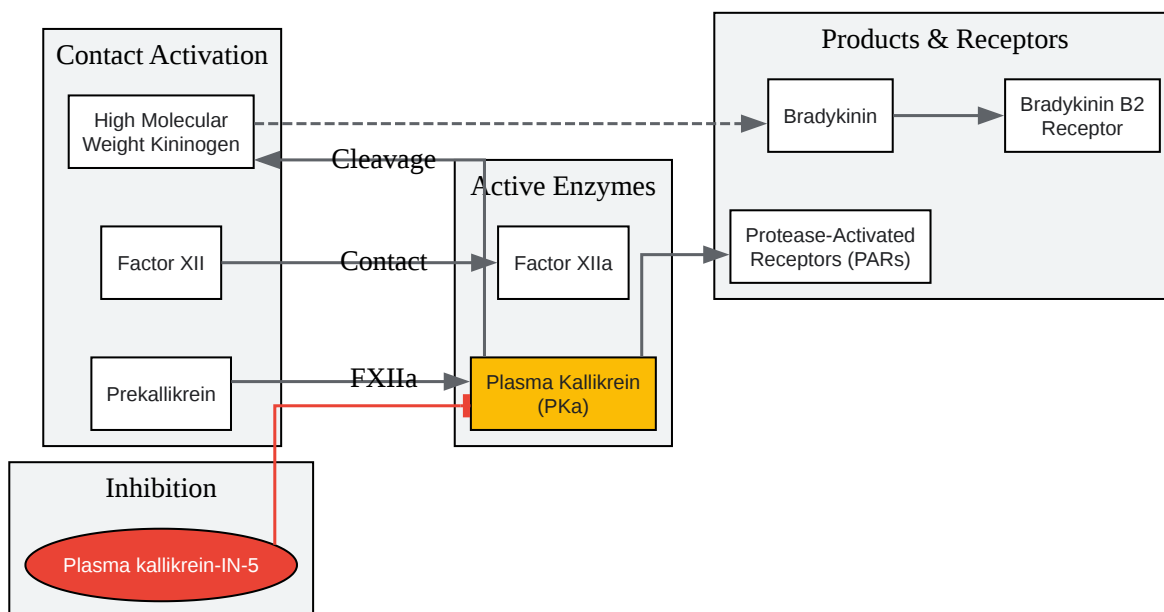 Contact Activation
High Molecular
Weight Kininogen
Cleavage
Factor XII
Contact
Prekallikrein
FXIIa
Active Enzymes
Factor XIIa
Plasma Kallikrein
(PKa)
Products & Receptors
Bradykinin
Bradykinin B2
Receptor
Protease-Activated
Receptors (PARs)
Inhibition
Plasma kallikrein-IN-5